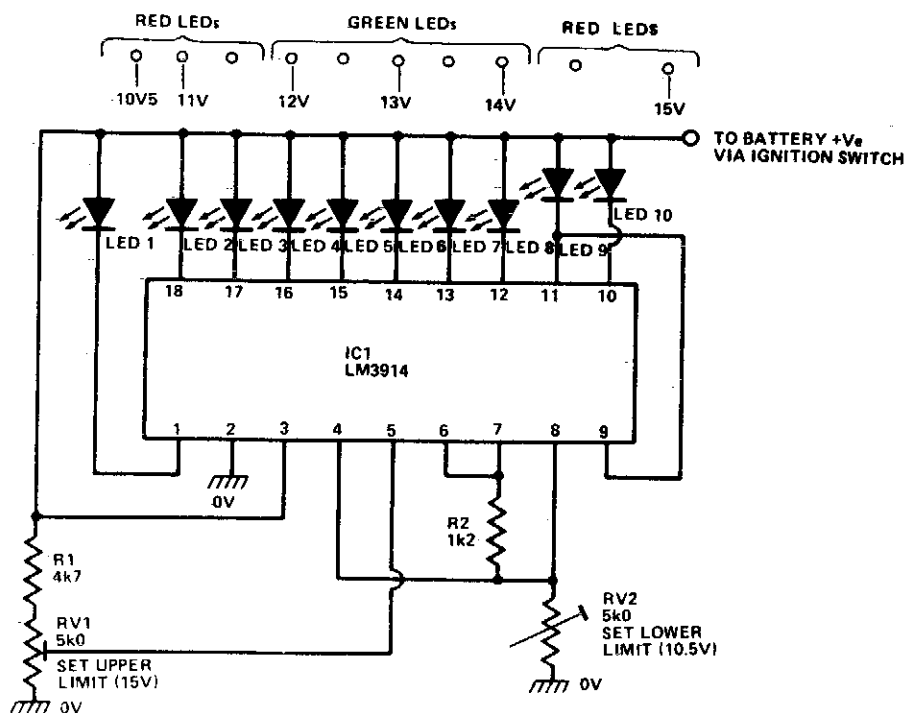 RED LEDs GREEN LEDs RED LEDS
10V5 11V 12V 13V 14V 15V
TO BATTERY +Ve
VIA IGNITION SWITCH
LED 10
LED 1 LED 2 LED 3 LED 4 LED 5 LED 6 LED 7 LED 8 LED 9
18 17 16 15 14 13 12 11 10
IC1
LM3914
1 2 3 4 5 6 7 8 9
0V
R2
1k2
R1
4k7
RV1
5k0
SET UPPER
LIMIT (15V)
0V
RV2
5k0
SET LOWER
LIMIT (10.5V)
0V